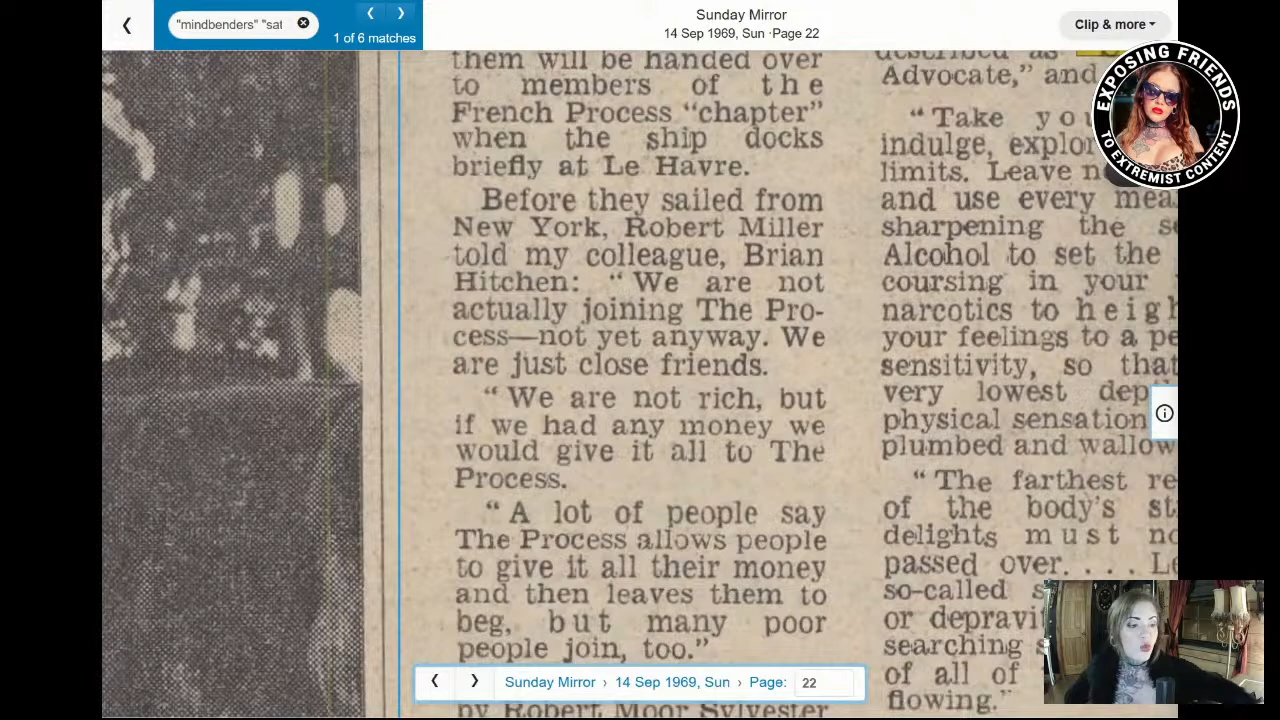 "mindbenders" "sat
1 of 6 matches
Sunday Mirror
14 Sep 1969, Sun · Page 22
Clip & more
EXPOSING FRIENDS
TO EXTREMIST CONTENT
them will be handed over
to members of the
French Process "chapter"
when the ship docks
briefly at Le Havre.
Before they sailed from
New York, Robert Miller
told my colleague, Brian
Hitchen: "We are not
actually joining The Pro-
cess—not yet anyway. We
are just close friends.
"We are not rich, but
if we had any money we
would give it all to The
Process.
"A lot of people say
The Process allows people
to give it all their money
and then leaves them to
beg, but many poor
people join, too."
by Robert Moor Sylvester
described as
Advocate," and
"Take you
indulge, explor
limits. Leave n
and use every mea
sharpening the s
Alcohol to set the
coursing in your
narcotics to heigh
your feelings to a pe
sensitivity, so that
very lowest dep
physical sensation
plumbed and wallow
"The farthest re
of the body's st
delights must no
passed over. . . . Le
so-called s
or depravi
searching
of all of
flowing."
Sunday Mirror › 14 Sep 1969, Sun › Page: 22